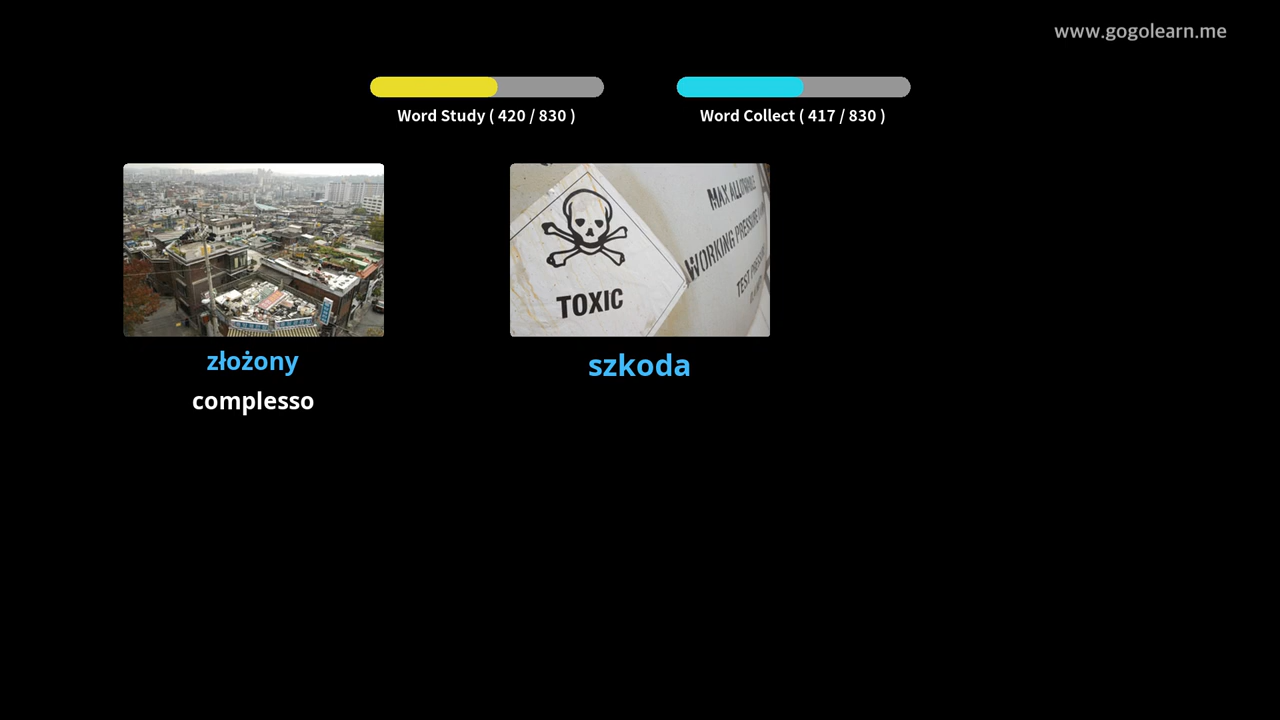 www.gogolearn.me
Word Study ( 420 / 830 )
Word Collect ( 417 / 830 )
TOXIC
MAX ALLOWABLE
WORKING PRESSURE
TEST
złożony
szkoda
complesso